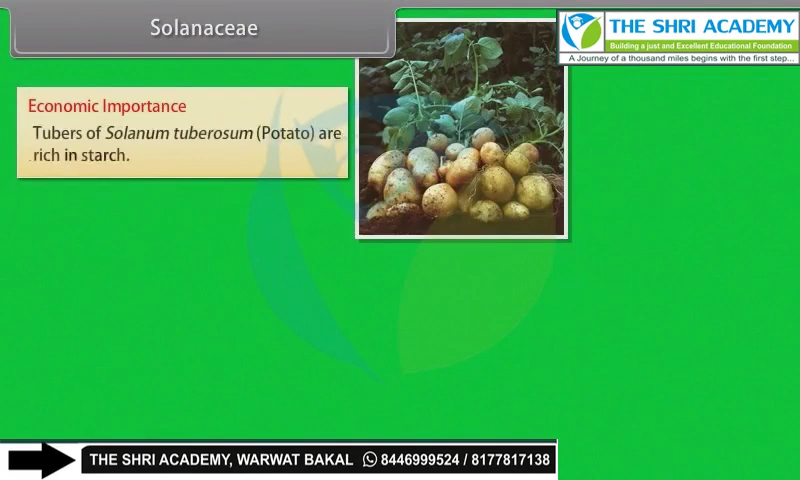 Solanaceae
THE SHRI ACADEMY
Building a just and Excellent Educational Foundation
A Journey of a thousand miles begins with the first step...
Economic Importance
Tubers of Solanum tuberosum (Potato) are
rich in starch.
THE SHRI ACADEMY, WARWAT BAKAL 8446999524 / 8177817138